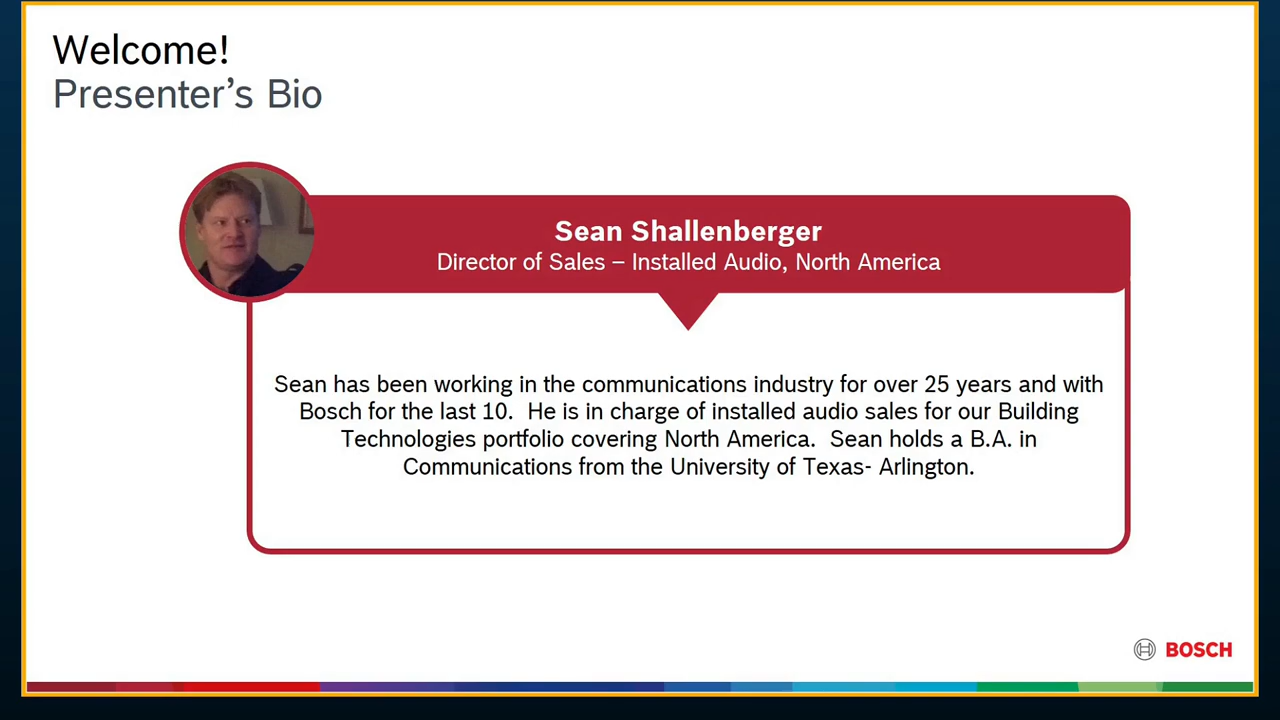 Welcome!
Presenter’s Bio
Sean Shallenberger
Director of Sales – Installed Audio, North America
Sean has been working in the communications industry for over 25 years and with
Bosch for the last 10.  He is in charge of installed audio sales for our Building
Technologies portfolio covering North America.  Sean holds a B.A. in
Communications from the University of Texas- Arlington.
BOSCH